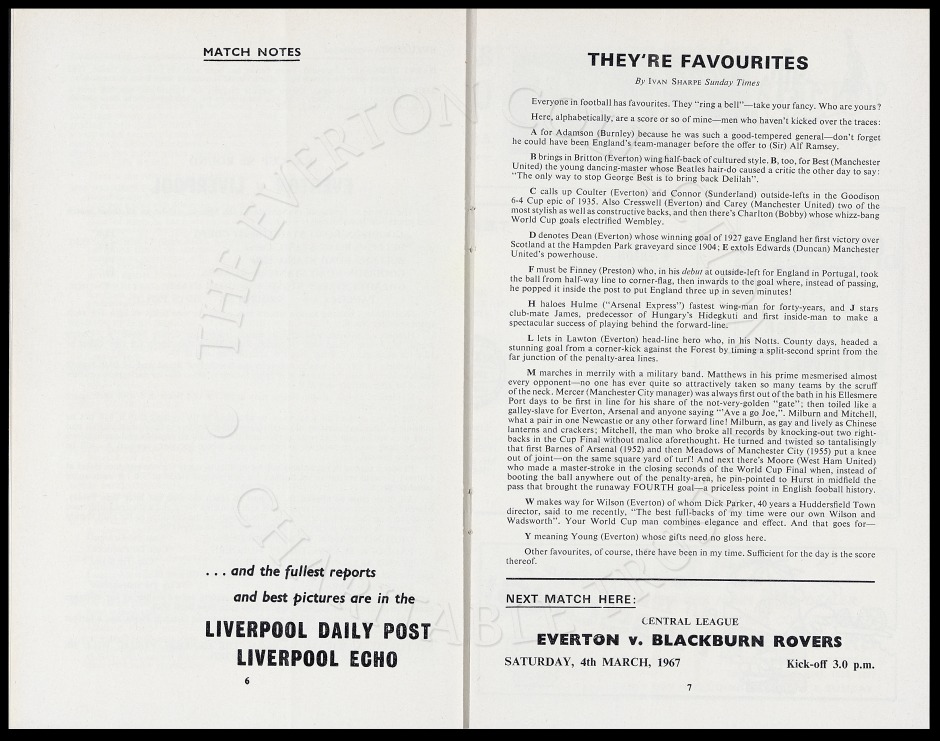 MATCH NOTES
. . . and the fullest reports
and best pictures are in the
LIVERPOOL DAILY POST
LIVERPOOL ECHO
6
THEY'RE FAVOURITES
By IVAN SHARPE Sunday Times
Everyone in football has favourites. They "ring a bell"—take your fancy. Who are yours?
Here, alphabetically, are a score or so of mine—men who haven't kicked over the traces:
A for Adamson (Burnley) because he was such a good-tempered general—don't forget
he could have been England's team-manager before the offer to (Sir) Alf Ramsey.
B brings in Britton (Everton) wing half-back of cultured style. B, too, for Best (Manchester
United) the young dancing-master whose Beatles hair-do caused a critic the other day to say:
"The only way to stop George Best is to bring back Delilah".
C calls up Coulter (Everton) and Connor (Sunderland) outside-lefts in the Goodison
6-4 Cup epic of 1935. Also Cresswell (Everton) and Carey (Manchester United) two of the
most stylish as well as constructive backs, and then there's Charlton (Bobby) whose whizz-bang
World Cup goals electrified Wembley.
D denotes Dean (Everton) whose winning goal of 1927 gave England her first victory over
Scotland at the Hampden Park graveyard since 1904; E extols Edwards (Duncan) Manchester
United's powerhouse.
F must be Finney (Preston) who, in his debut at outside-left for England in Portugal, took
the ball from half-way line to corner-flag, then inwards to the goal where, instead of passing,
he popped it inside the post to put England three up in seven minutes!
H haloes Hulme ("Arsenal Express") fastest wing-man for forty-years, and J stars
club-mate James, predecessor of Hungary's Hidegkuti and first inside-man to make a
spectacular success of playing behind the forward-line.
L lets in Lawton (Everton) head-line hero who, in his Notts. County days, headed a
stunning goal from a corner-kick against the Forest by timing a split-second sprint from the
far junction of the penalty-area lines.
M marches in merrily with a military band. Matthews in his prime mesmerised almost
every opponent—no one has ever quite so attractively taken so many teams by the scruff
of the neck. Mercer (Manchester City manager) was always first out of the bath in his Ellesmere
Port days to be first in line for his share of the not-very-golden "gate"; then toiled like a
galley-slave for Everton, Arsenal and anyone saying "'Ave a go Joe,". Milburn and Mitchell,
what a pair in one Newcastle or any other forward line! Milburn, as gay and lively as Chinese
lanterns and crackers; Mitchell, the man who broke all records by knocking-out two right-
backs in the Cup Final without malice aforethought. He turned and twisted so tantalisingly
that first Barnes of Arsenal (1952) and then Meadows of Manchester City (1955) put a knee
out of joint—on the same square yard of turf! And next there's Moore (West Ham United)
who made a master-stroke in the closing seconds of the World Cup Final when, instead of
booting the ball anywhere out of the penalty-area, he pin-pointed to Hurst in midfield the
pass that brought the runaway FOURTH goal—a priceless point in English fooball history.
W makes way for Wilson (Everton) of whom Dick Parker, 40 years a Huddersfield Town
director, said to me recently, "The best full-backs of my time were our own Wilson and
Wadsworth". Your World Cup man combines elegance and effect. And that goes for—
Y meaning Young (Everton) whose gifts need no gloss here.
Other favourites, of course, there have been in my time. Sufficient for the day is the score
thereof.
NEXT MATCH HERE:
CENTRAL LEAGUE
EVERTON v. BLACKBURN ROVERS
SATURDAY, 4th MARCH, 1967 Kick-off 3.0 p.m.
7